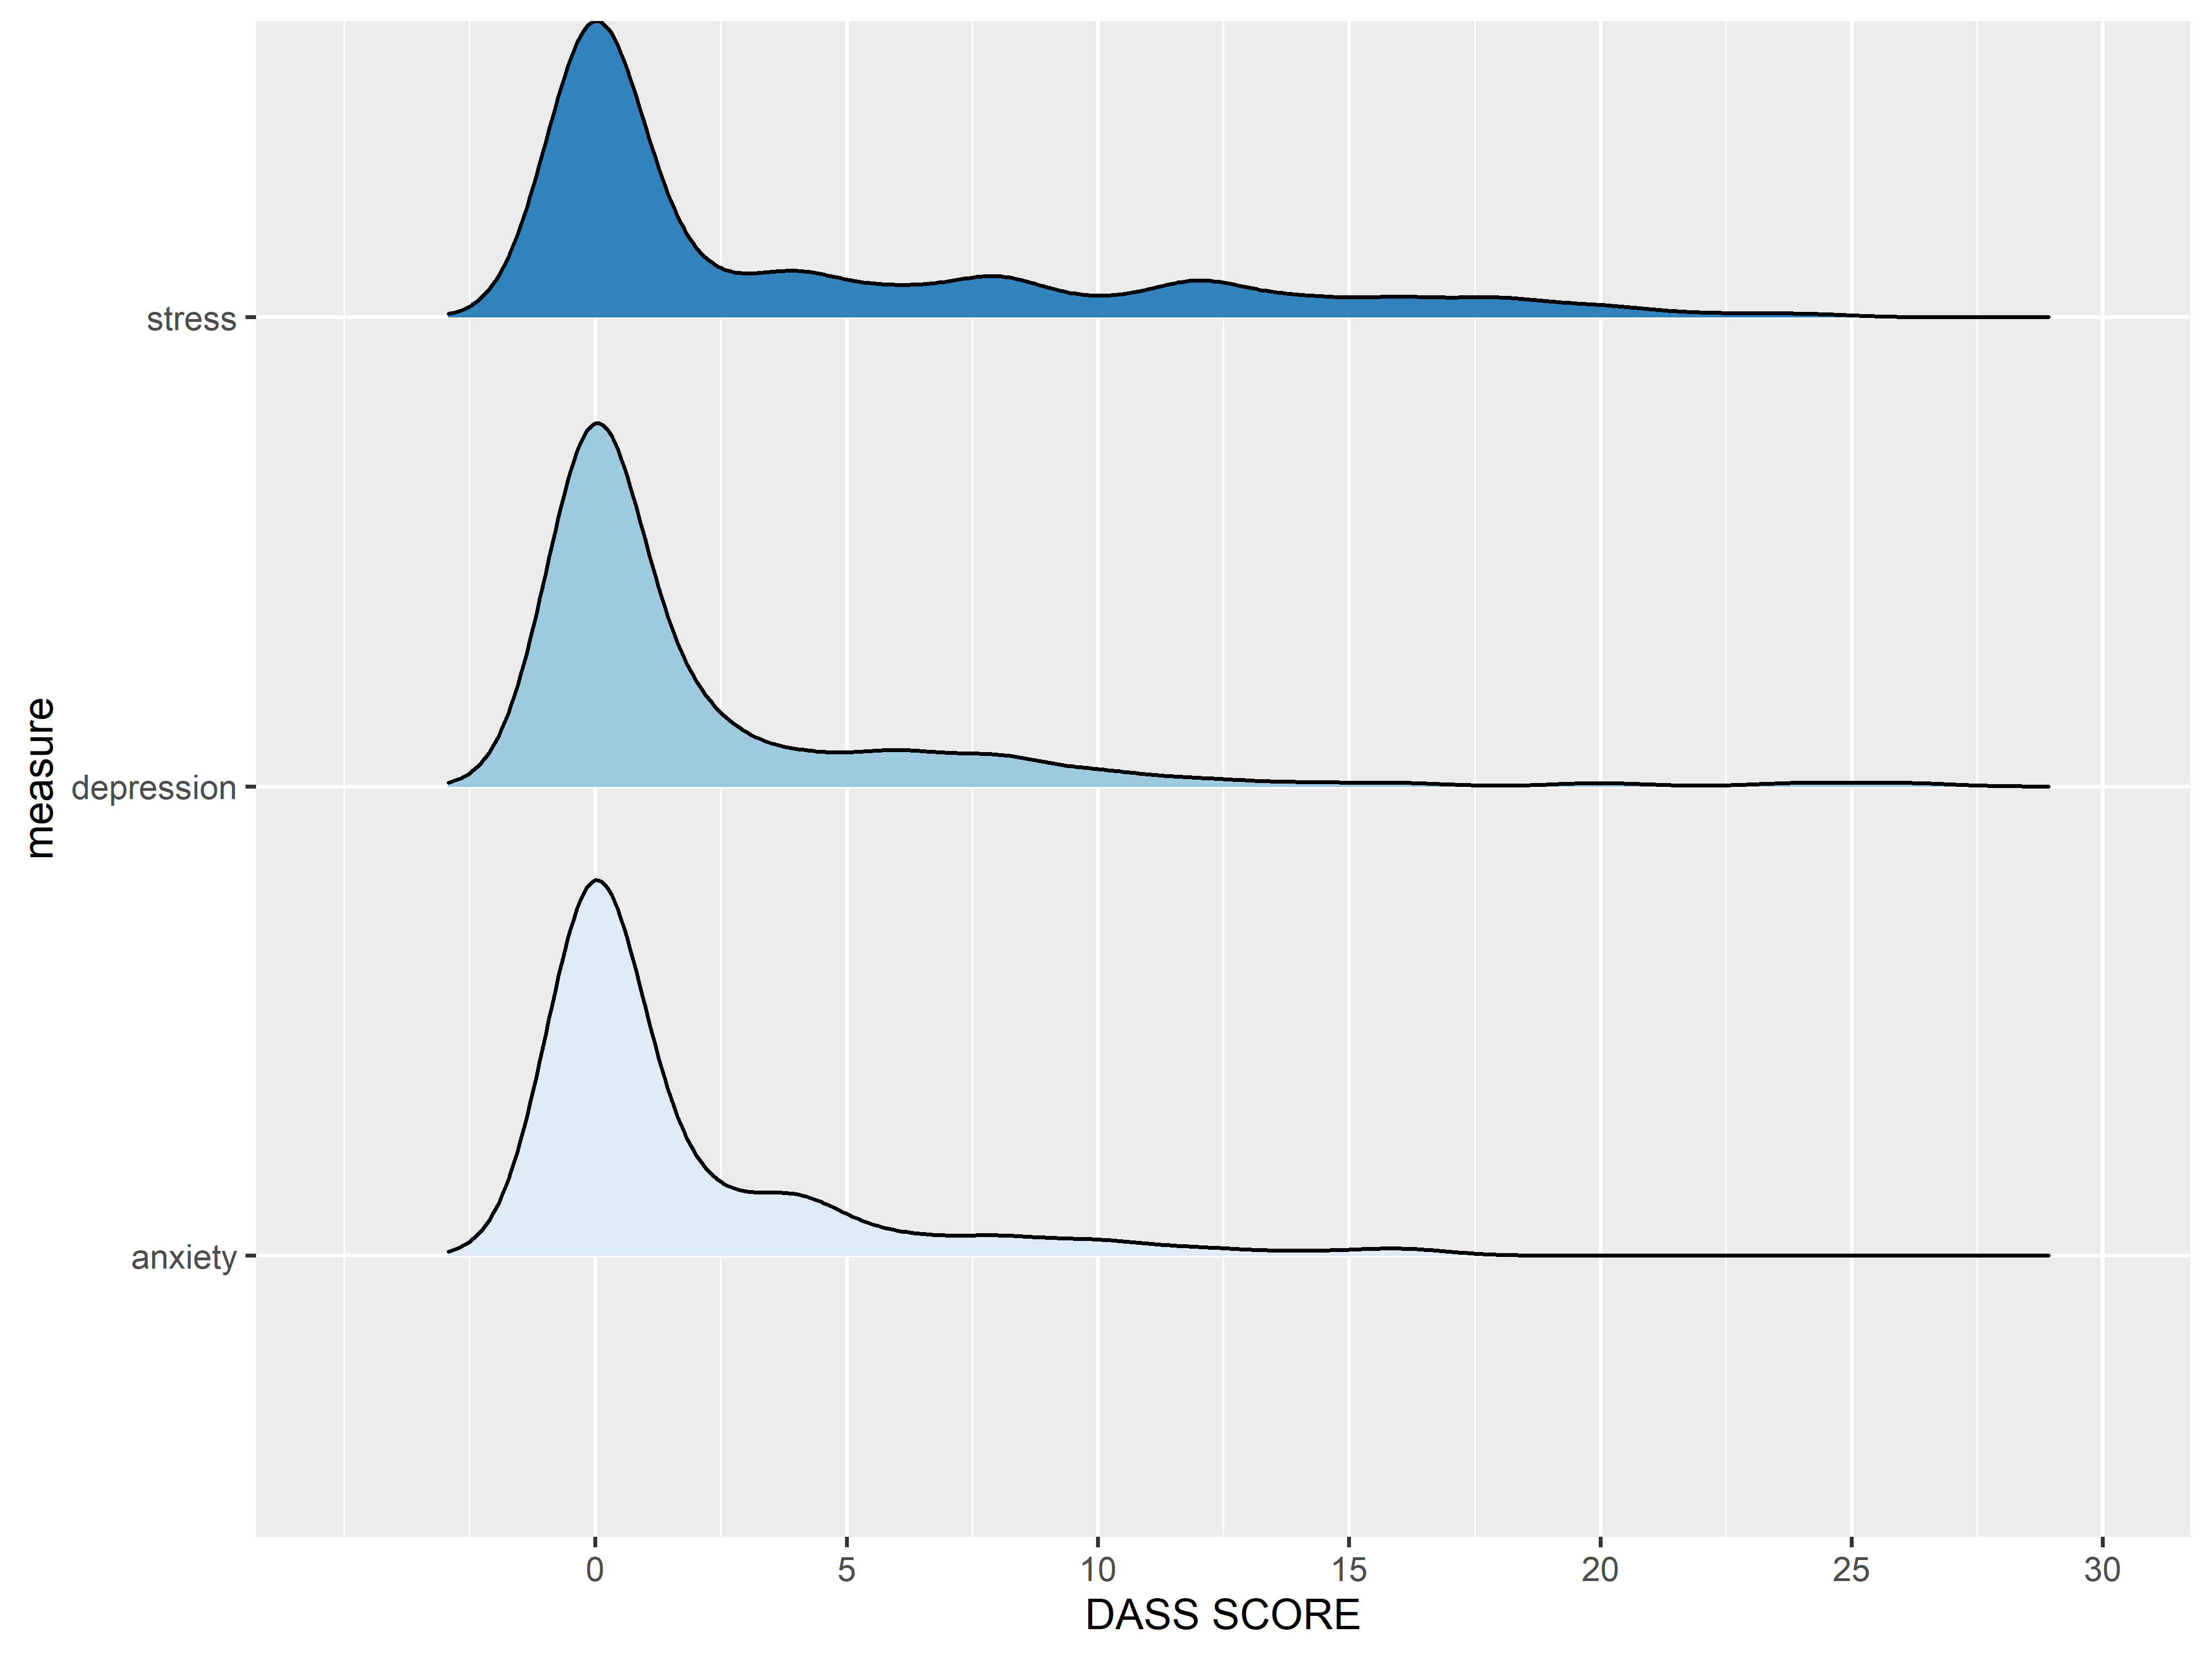 stress
depression
anxiety
measure
0 5 10 15 20 25 30
DASS SCORE